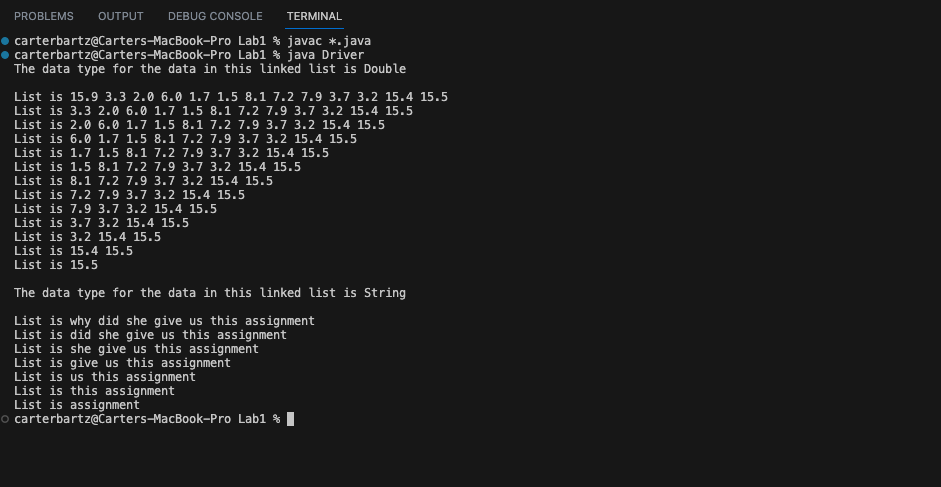 PROBLEMS OUTPUT DEBUG CONSOLE TERMINAL
carterbartz@Carters-MacBook-Pro Lab1 % javac *.java
carterbartz@Carters-MacBook-Pro Lab1 % java Driver
The data type for the data in this linked list is Double
List is 15.9 3.3 2.0 6.0 1.7 1.5 8.1 7.2 7.9 3.7 3.2 15.4 15.5
List is 3.3 2.0 6.0 1.7 1.5 8.1 7.2 7.9 3.7 3.2 15.4 15.5
List is 2.0 6.0 1.7 1.5 8.1 7.2 7.9 3.7 3.2 15.4 15.5
List is 6.0 1.7 1.5 8.1 7.2 7.9 3.7 3.2 15.4 15.5
List is 1.7 1.5 8.1 7.2 7.9 3.7 3.2 15.4 15.5
List is 1.5 8.1 7.2 7.9 3.7 3.2 15.4 15.5
List is 8.1 7.2 7.9 3.7 3.2 15.4 15.5
List is 7.2 7.9 3.7 3.2 15.4 15.5
List is 7.9 3.7 3.2 15.4 15.5
List is 3.7 3.2 15.4 15.5
List is 3.2 15.4 15.5
List is 15.4 15.5
List is 15.5
The data type for the data in this linked list is String
List is why did she give us this assignment
List is did she give us this assignment
List is she give us this assignment
List is give us this assignment
List is us this assignment
List is this assignment
List is assignment
carterbartz@Carters-MacBook-Pro Lab1 %